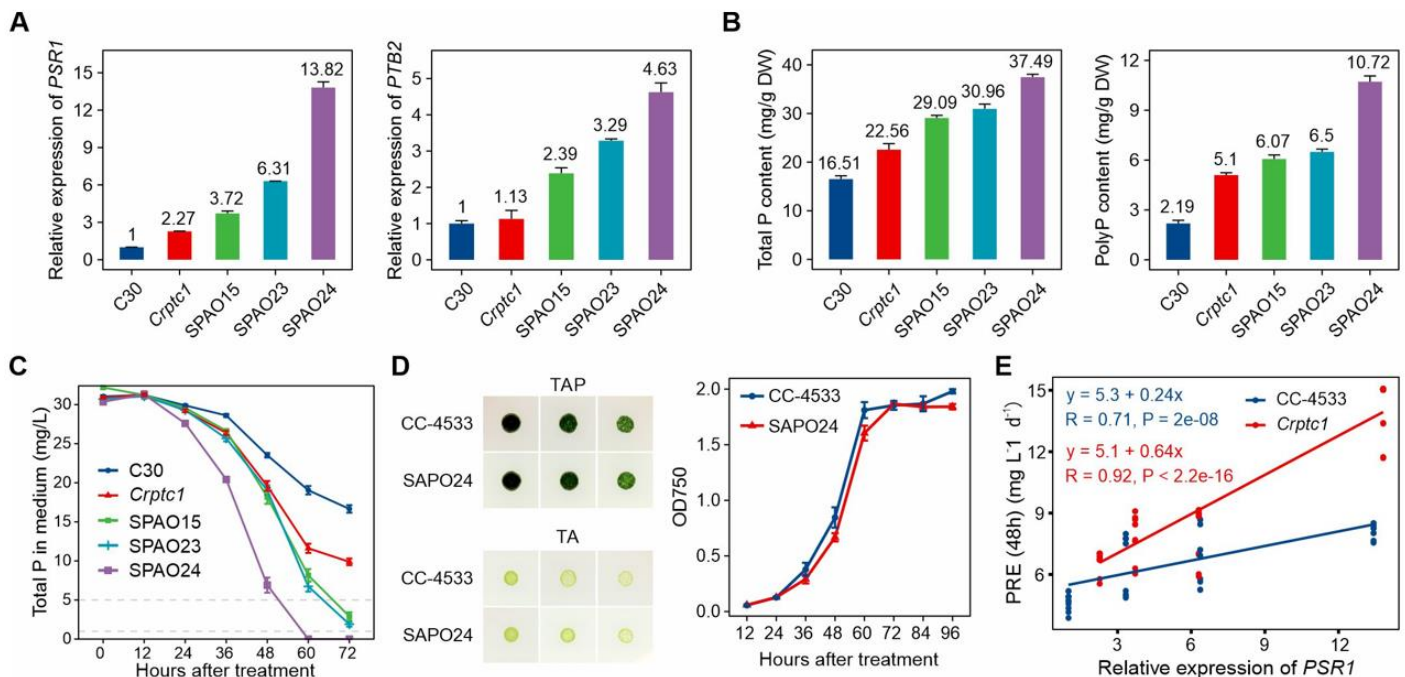 A
Relative expression of PSR1
15
12
9
6
3
0
1
2.27
3.72
6.31
13.82
C30
Crptc1
SPAO15
SPAO23
SPAO24
Relative expression of PTB2
5
4
3
2
1
0
1
1.13
2.39
3.29
4.63
C30
Crptc1
SPAO15
SPAO23
SPAO24
B
Total P content (mg/g DW)
40
30
20
10
0
16.51
22.56
29.09
30.96
37.49
C30
Crptc1
SPAO15
SPAO23
SPAO24
PolyP content (mg/g DW)
12
9
6
3
0
2.19
5.1
6.07
6.5
10.72
C30
Crptc1
SPAO15
SPAO23
SPAO24
C
Total P in medium (mg/L)
30
25
20
15
10
5
0
C30
Crptc1
SPAO15
SPAO23
SPAO24
0 12 24 36 48 60 72
Hours after treatment
D
TAP
CC-4533
SAPO24
TA
CC-4533
SAPO24
OD750
2.0
1.5
1.0
0.5
0.0
CC-4533
SAPO24
12 24 36 48 60 72 84 96
Hours after treatment
E
PRE (48h) (mg L⁻¹ d⁻¹)
15
12
9
6
y = 5.3 + 0.24x
R = 0.71, P = 2e-08
y = 5.1 + 0.64x
R = 0.92, P < 2.2e-16
CC-4533
Crptc1
3 6 9 12
Relative expression of PSR1